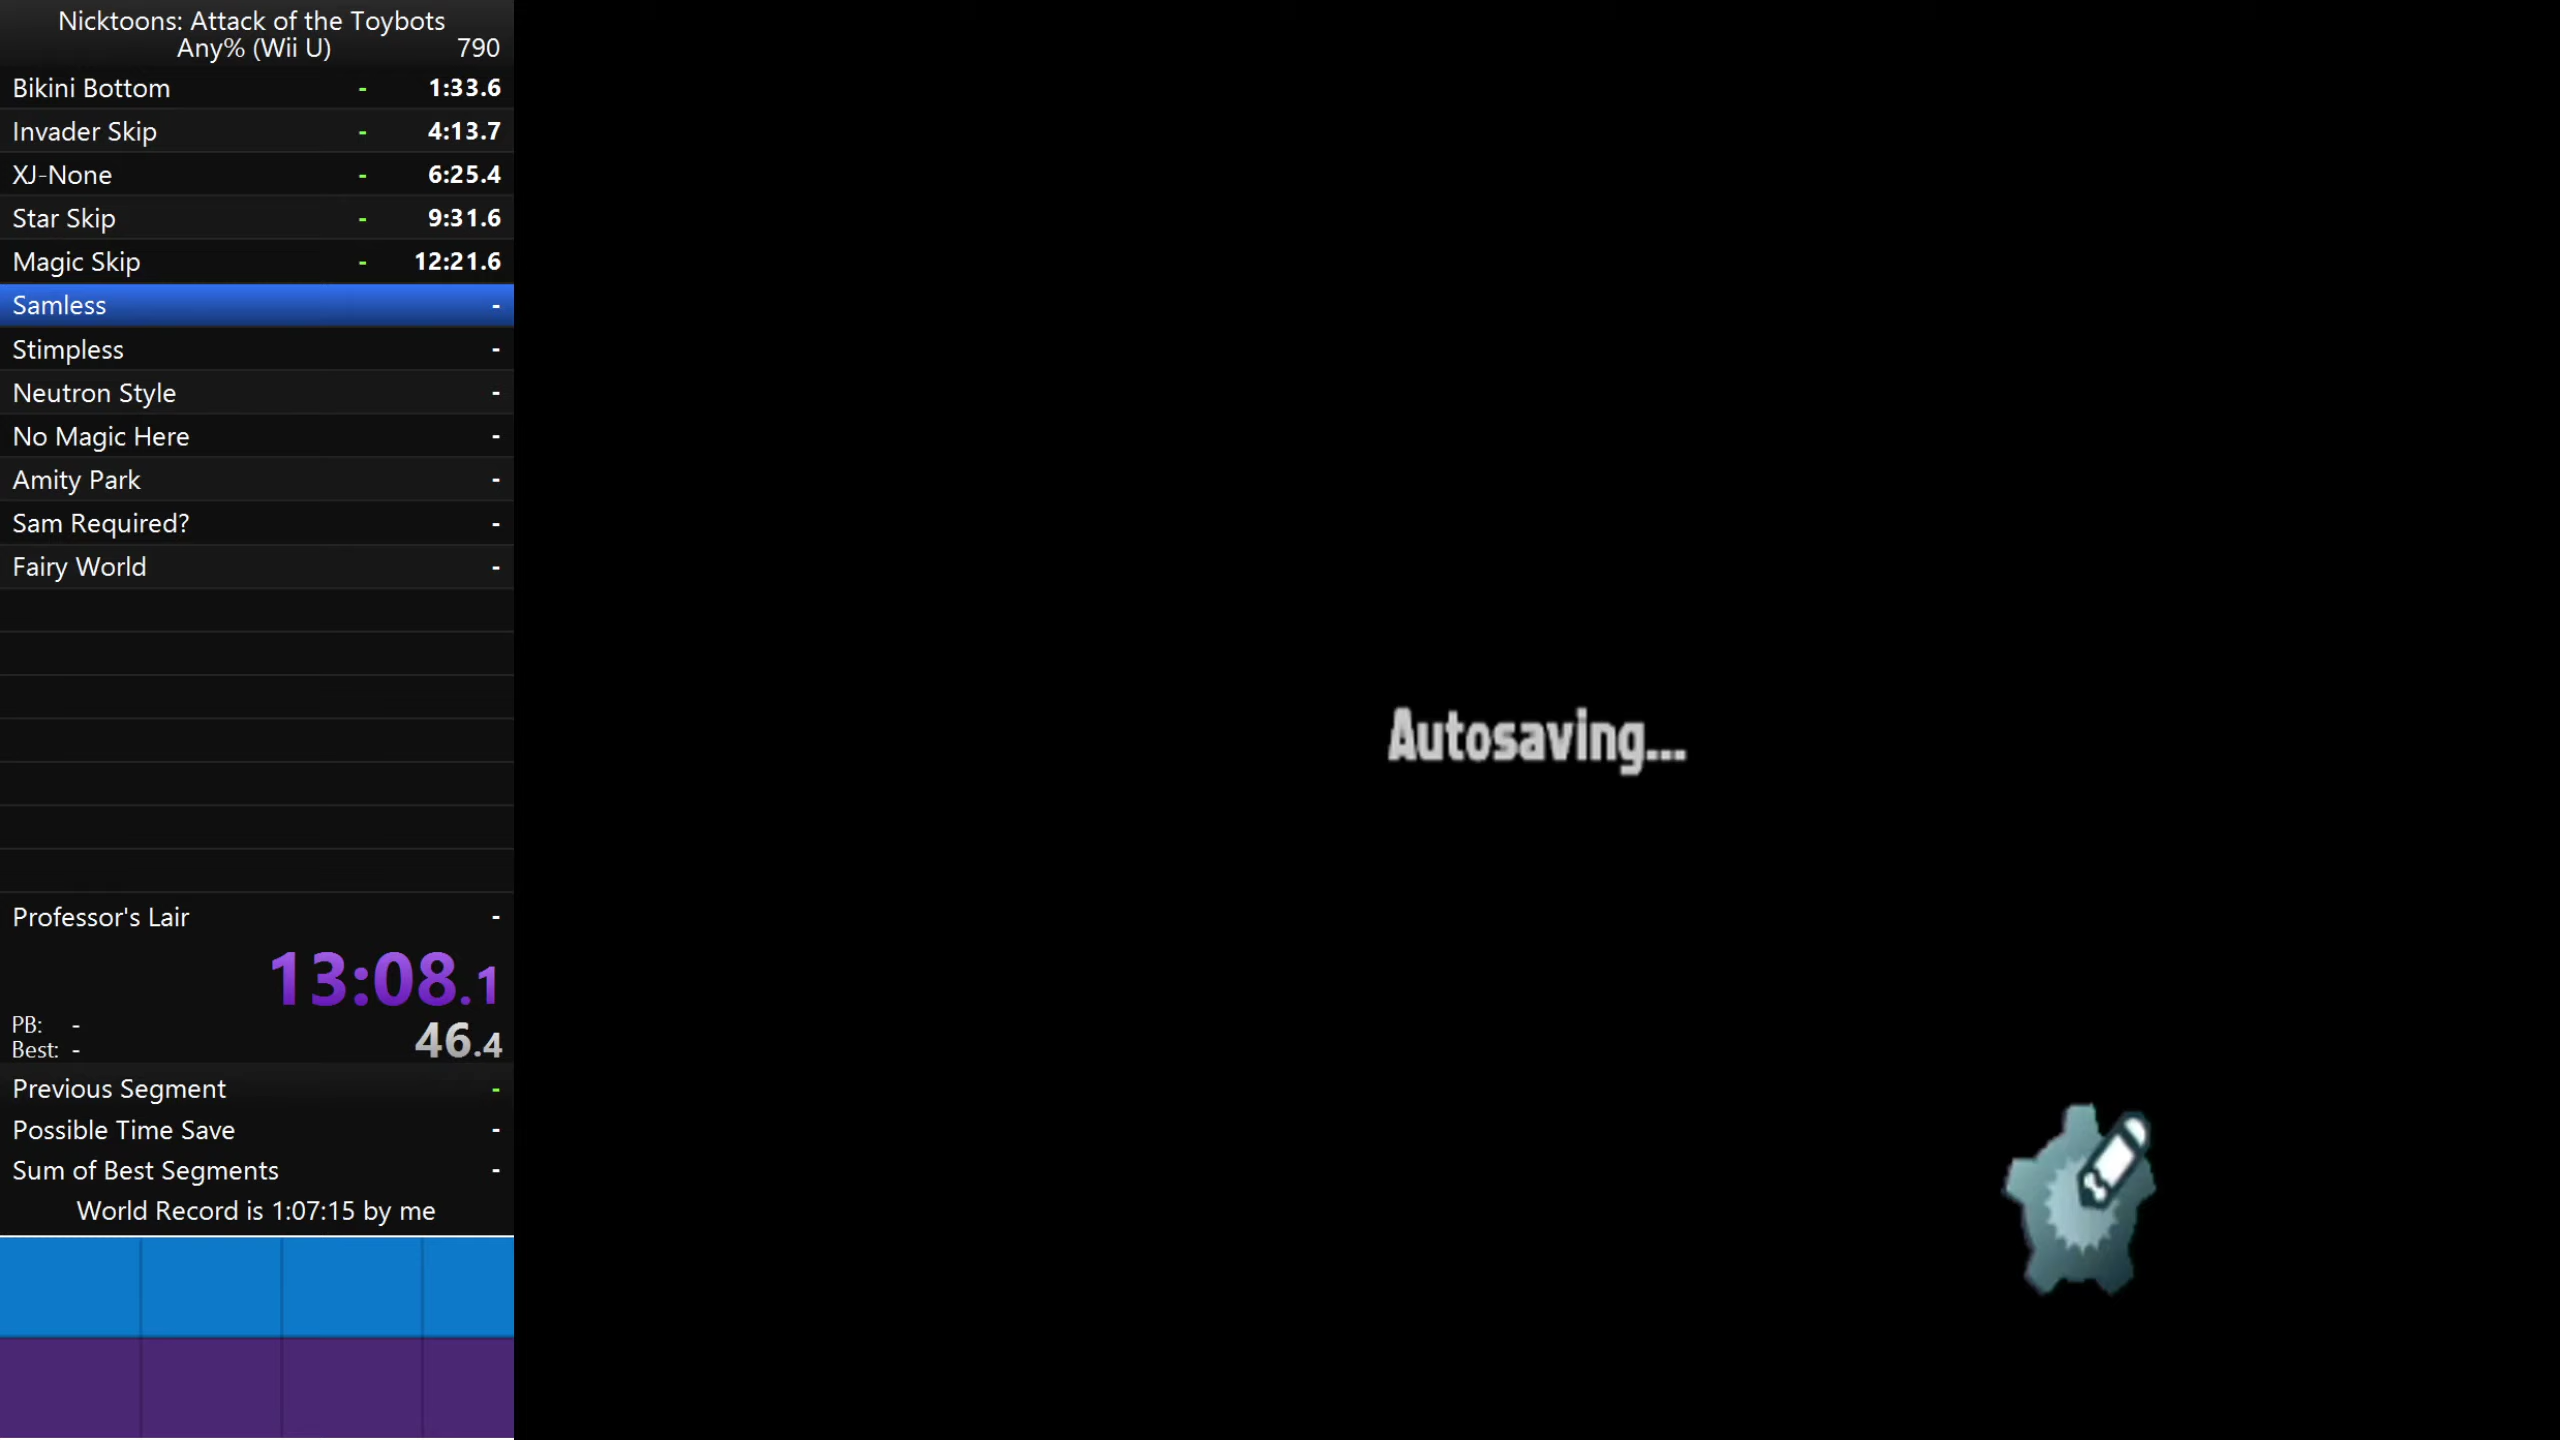 Nicktoons: Attack of the Toybots
Any% (Wii U) 790
Bikini Bottom - 1:33.6
Invader Skip - 4:13.7
XJ-None - 6:25.4
Star Skip - 9:31.6
Magic Skip - 12:21.6
Samless -
Stimpless -
Neutron Style -
No Magic Here -
Amity Park -
Sam Required? -
Fairy World -
Professor's Lair -
13:08.1
PB: -
Best: -
46.4
Previous Segment -
Possible Time Save -
Sum of Best Segments -
World Record is 1:07:15 by me
Autosaving...